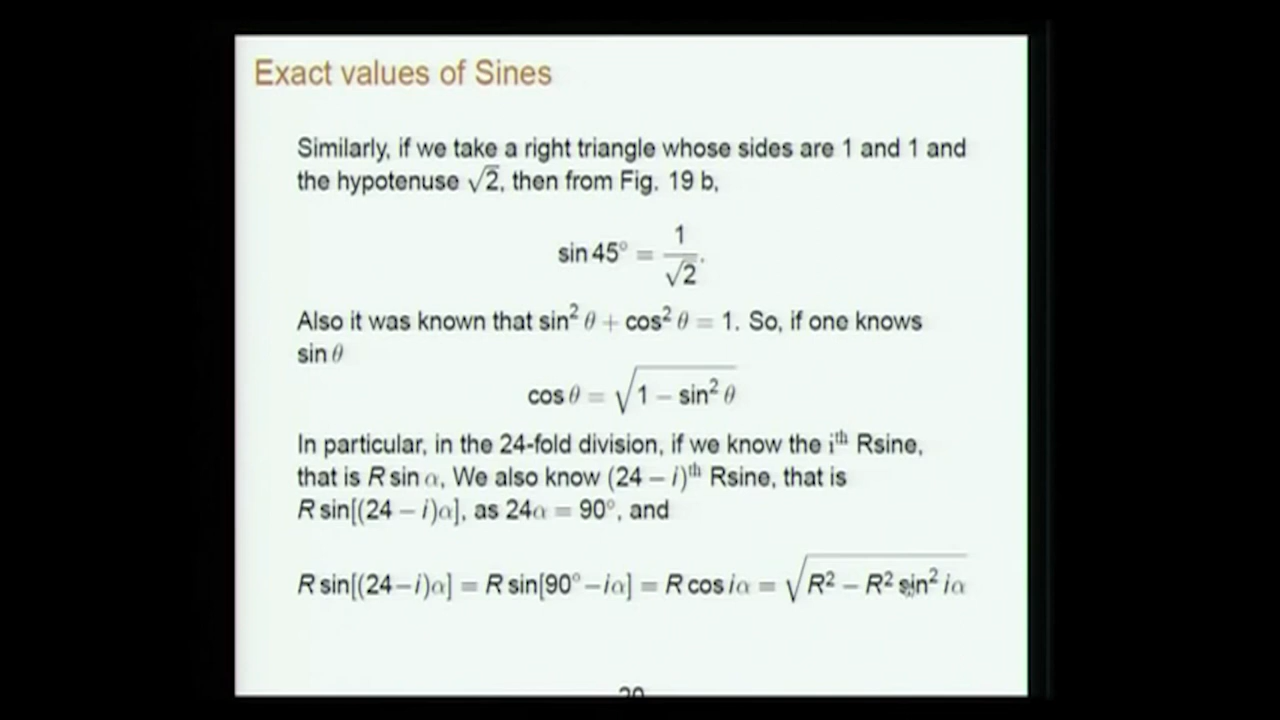 Exact values of Sines
Similarly, if we take a right triangle whose sides are 1 and 1 and
the hypotenuse √2, then from Fig. 19 b,
sin 45° = 1/√2.
Also it was known that sin² θ + cos² θ = 1. So, if one knows
sin θ
cos θ = √(1 − sin² θ)
In particular, in the 24-fold division, if we know the iᵗʰ Rsine,
that is R sin α, We also know (24 − i)ᵗʰ Rsine, that is
R sin[(24 − i)α], as 24α = 90°, and
R sin[(24−i)α] = R sin[90° −iα] = R cos iα = √(R² − R² sin² iα)